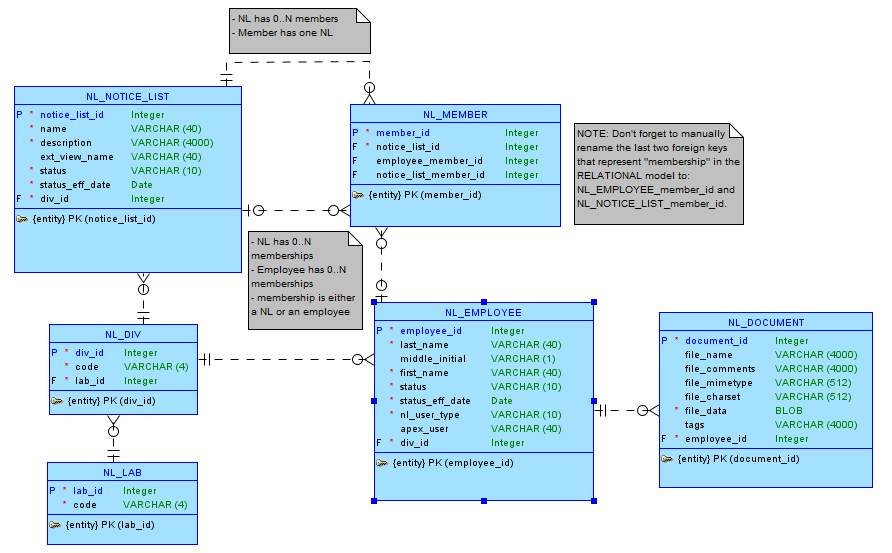 - NL has 0..N members
- Member has one NL
NL_NOTICE_LIST
P * notice_list_id Integer
* name VARCHAR (40)
* description VARCHAR (4000)
ext_view_name VARCHAR (40)
* status VARCHAR (10)
* status_eff_date Date
F * div_id Integer
{entity} PK (notice_list_id)
NL_MEMBER
P * member_id Integer
F * notice_list_id Integer
F employee_member_id Integer
F notice_list_member_id Integer
{entity} PK (member_id)
NOTE: Don't forget to manually
rename the last two foreign keys
that represent "membership" in the
RELATIONAL model to:
NL_EMPLOYEE_member_id and
NL_NOTICE_LIST_member_id.
- NL has 0..N
memberships
- Employee has 0..N
memberships
- membership is either
a NL or an employee
NL_DIV
P * div_id Integer
* code VARCHAR (4)
F * lab_id Integer
{entity} PK (div_id)
NL_EMPLOYEE
P * employee_id Integer
* last_name VARCHAR (40)
middle_initial VARCHAR (1)
* first_name VARCHAR (40)
* status VARCHAR (10)
* status_eff_date Date
* nl_user_type VARCHAR (10)
apex_user VARCHAR (40)
F * div_id Integer
{entity} PK (employee_id)
NL_DOCUMENT
P * document_id Integer
file_name VARCHAR (4000)
file_comments VARCHAR (4000)
file_mimetype VARCHAR (512)
file_charset VARCHAR (512)
* file_data BLOB
tags VARCHAR (4000)
F * employee_id Integer
{entity} PK (document_id)
NL_LAB
P * lab_id Integer
* code VARCHAR (4)
{entity} PK (lab_id)